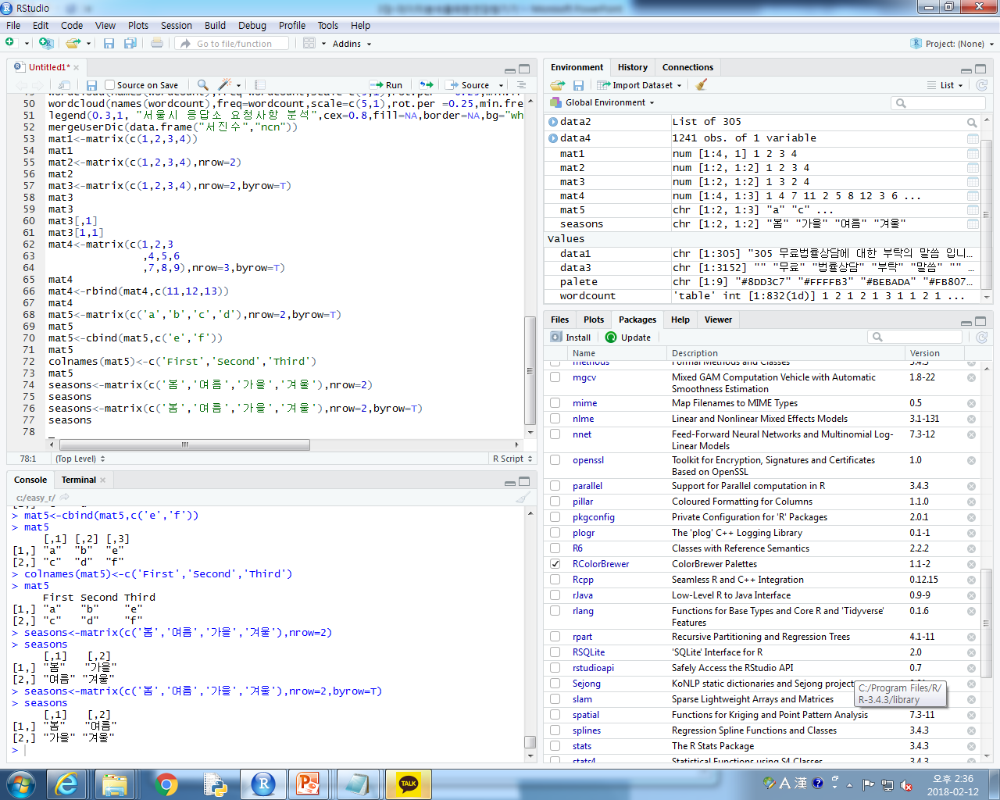 RStudio
File Edit Code View Plots Session Build Debug Profile Tools Help
Go to file/function Addins Project: (None)
Untitled1*
Source on Save Run Source
50 wordcloud(names(wordcount),freq=wordcount,scale=c(5,1),rot.per =0.25,min.fre
51 legend(0.3,1, "서울시 응답소 요청사항 분석",cex=0.8,fill=NA,border=NA,bg="wh
52 mergeUserDic(data.frame("서진수","ncn"))
53 mat1<-matrix(c(1,2,3,4))
54 mat1
55 mat2<-matrix(c(1,2,3,4),nrow=2)
56 mat2
57 mat3<-matrix(c(1,2,3,4),nrow=2,byrow=T)
58 mat3
59 mat3
60 mat3[,1]
61 mat3[1,1]
62 mat4<-matrix(c(1,2,3
63 ,4,5,6
64 ,7,8,9),nrow=3,byrow=T)
65 mat4
66 mat4<-rbind(mat4,c(11,12,13))
67 mat4
68 mat5<-matrix(c('a','b','c','d'),nrow=2,byrow=T)
69 mat5
70 mat5<-cbind(mat5,c('e','f'))
71 mat5
72 colnames(mat5)<-c('First','Second','Third')
73 mat5
74 seasons<-matrix(c('봄','여름','가을','겨울'),nrow=2)
75 seasons
76 seasons<-matrix(c('봄','여름','가을','겨울'),nrow=2,byrow=T)
77 seasons
78
78:1 (Top Level) R Script
Console Terminal
c:/easy_r/
> mat5<-cbind(mat5,c('e','f'))
> mat5
[,1] [,2] [,3]
[1,] "a" "b" "e"
[2,] "c" "d" "f"
> colnames(mat5)<-c('First','Second','Third')
> mat5
First Second Third
[1,] "a" "b" "e"
[2,] "c" "d" "f"
> seasons<-matrix(c('봄','여름','가을','겨울'),nrow=2)
> seasons
[,1] [,2]
[1,] "봄" "가을"
[2,] "여름" "겨울"
> seasons<-matrix(c('봄','여름','가을','겨울'),nrow=2,byrow=T)
> seasons
[,1] [,2]
[1,] "봄" "여름"
[2,] "가을" "겨울"
>
Environment History Connections
Import Dataset List
Global Environment
data2 List of 305
data4 1241 obs. of 1 variable
mat1 num [1:4, 1] 1 2 3 4
mat2 num [1:2, 1:2] 1 2 3 4
mat3 num [1:2, 1:2] 1 3 2 4
mat4 num [1:4, 1:3] 1 4 7 11 2 5 8 12 3 6 ...
mat5 chr [1:2, 1:3] "a" "c" ...
seasons chr [1:2, 1:2] "봄" "가을" "여름" "겨울"
Values
data1 chr [1:305] "305 무료법률상담에 대한 부탁의 말씀 입니...
data3 chr [1:3152] "" "무료" "법률상담" "부탁" "말씀" "" ...
palete chr [1:9] "#8DD3C7" "#FFFFB3" "#BEBADA" "#FB807...
wordcount 'table' int [1:832(1d)] 1 2 1 2 1 3 1 1 2 1 ...
Files Plots Packages Help Viewer
Install Update
Name Description Version
methods Formal Methods and Classes 3.4.3
mgcv Mixed GAM Computation Vehicle with Automatic 1.8-22
Smoothness Estimation
mime Map Filenames to MIME Types 0.5
nlme Linear and Nonlinear Mixed Effects Models 3.1-131
nnet Feed-Forward Neural Networks and Multinomial Log- 7.3-12
Linear Models
openssl Toolkit for Encryption, Signatures and Certificates 1.0
Based on OpenSSL
parallel Support for Parallel computation in R 3.4.3
pillar Coloured Formatting for Columns 1.1.0
pkgconfig Private Configuration for 'R' Packages 2.0.1
plogr The 'plog' C++ Logging Library 0.1-1
R6 Classes with Reference Semantics 2.2.2
RColorBrewer ColorBrewer Palettes 1.1-2
Rcpp Seamless R and C++ Integration 0.12.15
rJava Low-Level R to Java Interface 0.9-9
rlang Functions for Base Types and Core R and 'Tidyverse' 0.1.6
Features
rpart Recursive Partitioning and Regression Trees 4.1-11
RSQLite 'SQLite' Interface for R 2.0
rstudioapi Safely Access the RStudio API 0.7
Sejong KoNLP static dictionaries and Sejong project
C:/Program Files/R/
R-3.4.3/library
slam Sparse Lightweight Arrays and Matrices
spatial Functions for Kriging and Point Pattern Analysis 7.3-11
splines Regression Spline Functions and Classes 3.4.3
stats The R Stats Package 3.4.3
stats4 Statistical Functions using S4 Classes 3.4.3
TALK
A 漢
오후 2:36
2018-02-12